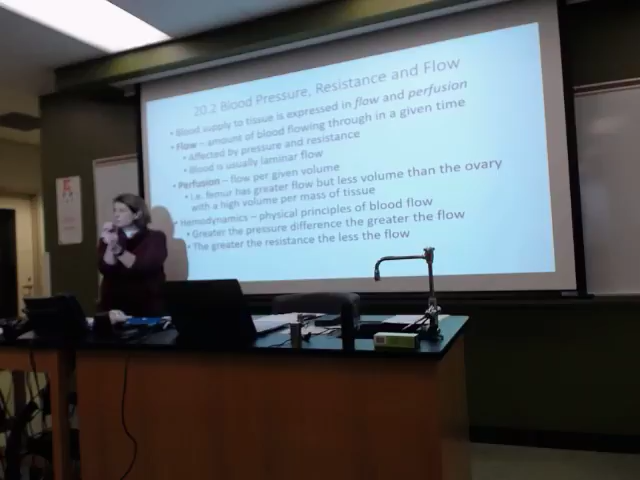 20.2 Blood Pressure, Resistance and Flow
• Blood supply to tissue is expressed in flow and perfusion
• Flow – amount of blood flowing through in a given time
• Affected by pressure and resistance
• Blood is usually laminar flow
• Perfusion – flow per given volume
• i.e. femur has greater flow but less volume than the ovary
with a high volume per mass of tissue
• Hemodynamics – physical principles of blood flow
• Greater the pressure difference the greater the flow
• The greater the resistance the less the flow